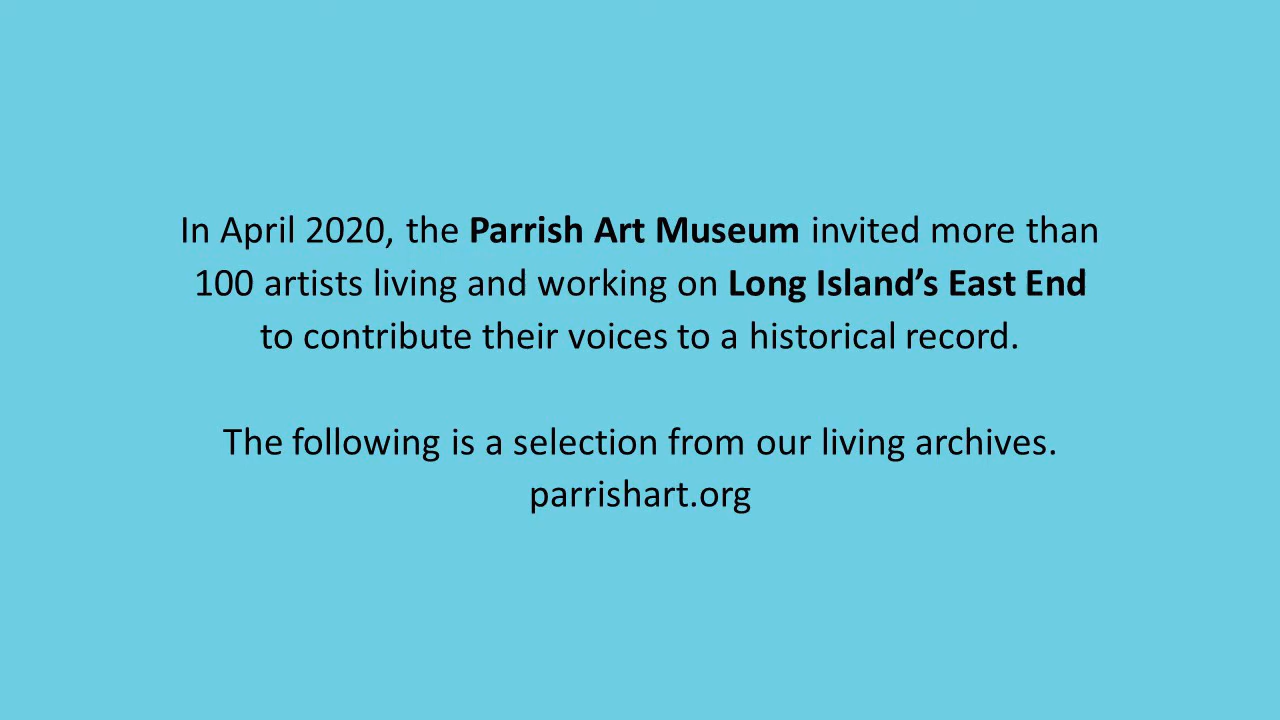 In April 2020, the Parrish Art Museum invited more than
100 artists living and working on Long Island’s East End
to contribute their voices to a historical record.
The following is a selection from our living archives.
parrishart.org